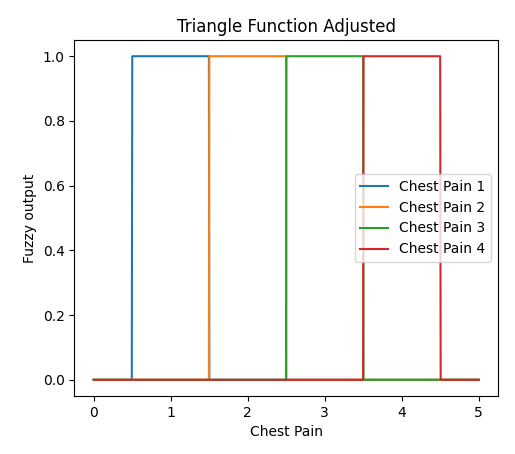 Triangle Function Adjusted
1.0
0.8
0.6
0.4
0.2
0.0
Fuzzy output
Chest Pain 1
Chest Pain 2
Chest Pain 3
Chest Pain 4
0 1 2 3 4 5
Chest Pain